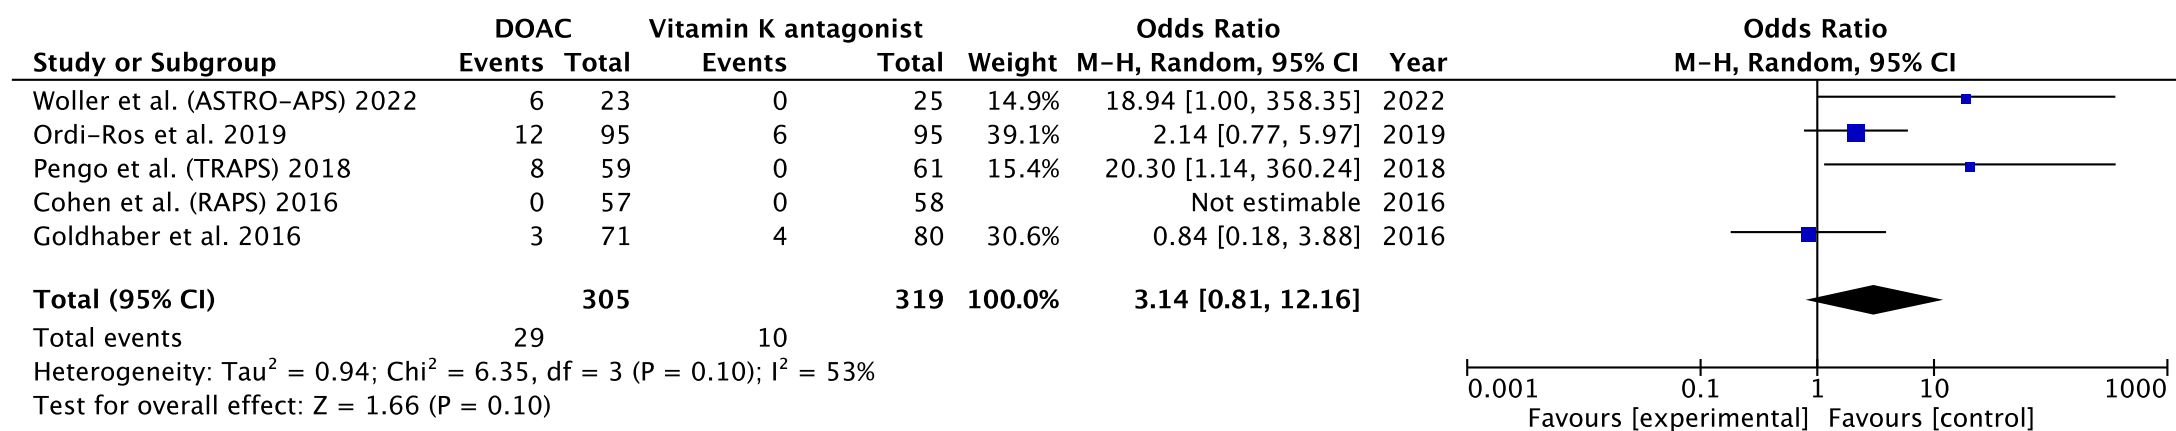 DOAC Vitamin K antagonist Odds Ratio Odds Ratio
Study or Subgroup Events Total Events Total Weight M-H, Random, 95% CI Year M-H, Random, 95% CI
Woller et al. (ASTRO-APS) 2022 6 23 0 25 14.9% 18.94 [1.00, 358.35] 2022
Ordi-Ros et al. 2019 12 95 6 95 39.1% 2.14 [0.77, 5.97] 2019
Pengo et al. (TRAPS) 2018 8 59 0 61 15.4% 20.30 [1.14, 360.24] 2018
Cohen et al. (RAPS) 2016 0 57 0 58 Not estimable 2016
Goldhaber et al. 2016 3 71 4 80 30.6% 0.84 [0.18, 3.88] 2016
Total (95% CI) 305 319 100.0% 3.14 [0.81, 12.16]
Total events 29 10
Heterogeneity: Tau² = 0.94; Chi² = 6.35, df = 3 (P = 0.10); I² = 53%
Test for overall effect: Z = 1.66 (P = 0.10)
0.001 0.1 1 10 1000
Favours [experimental] Favours [control]